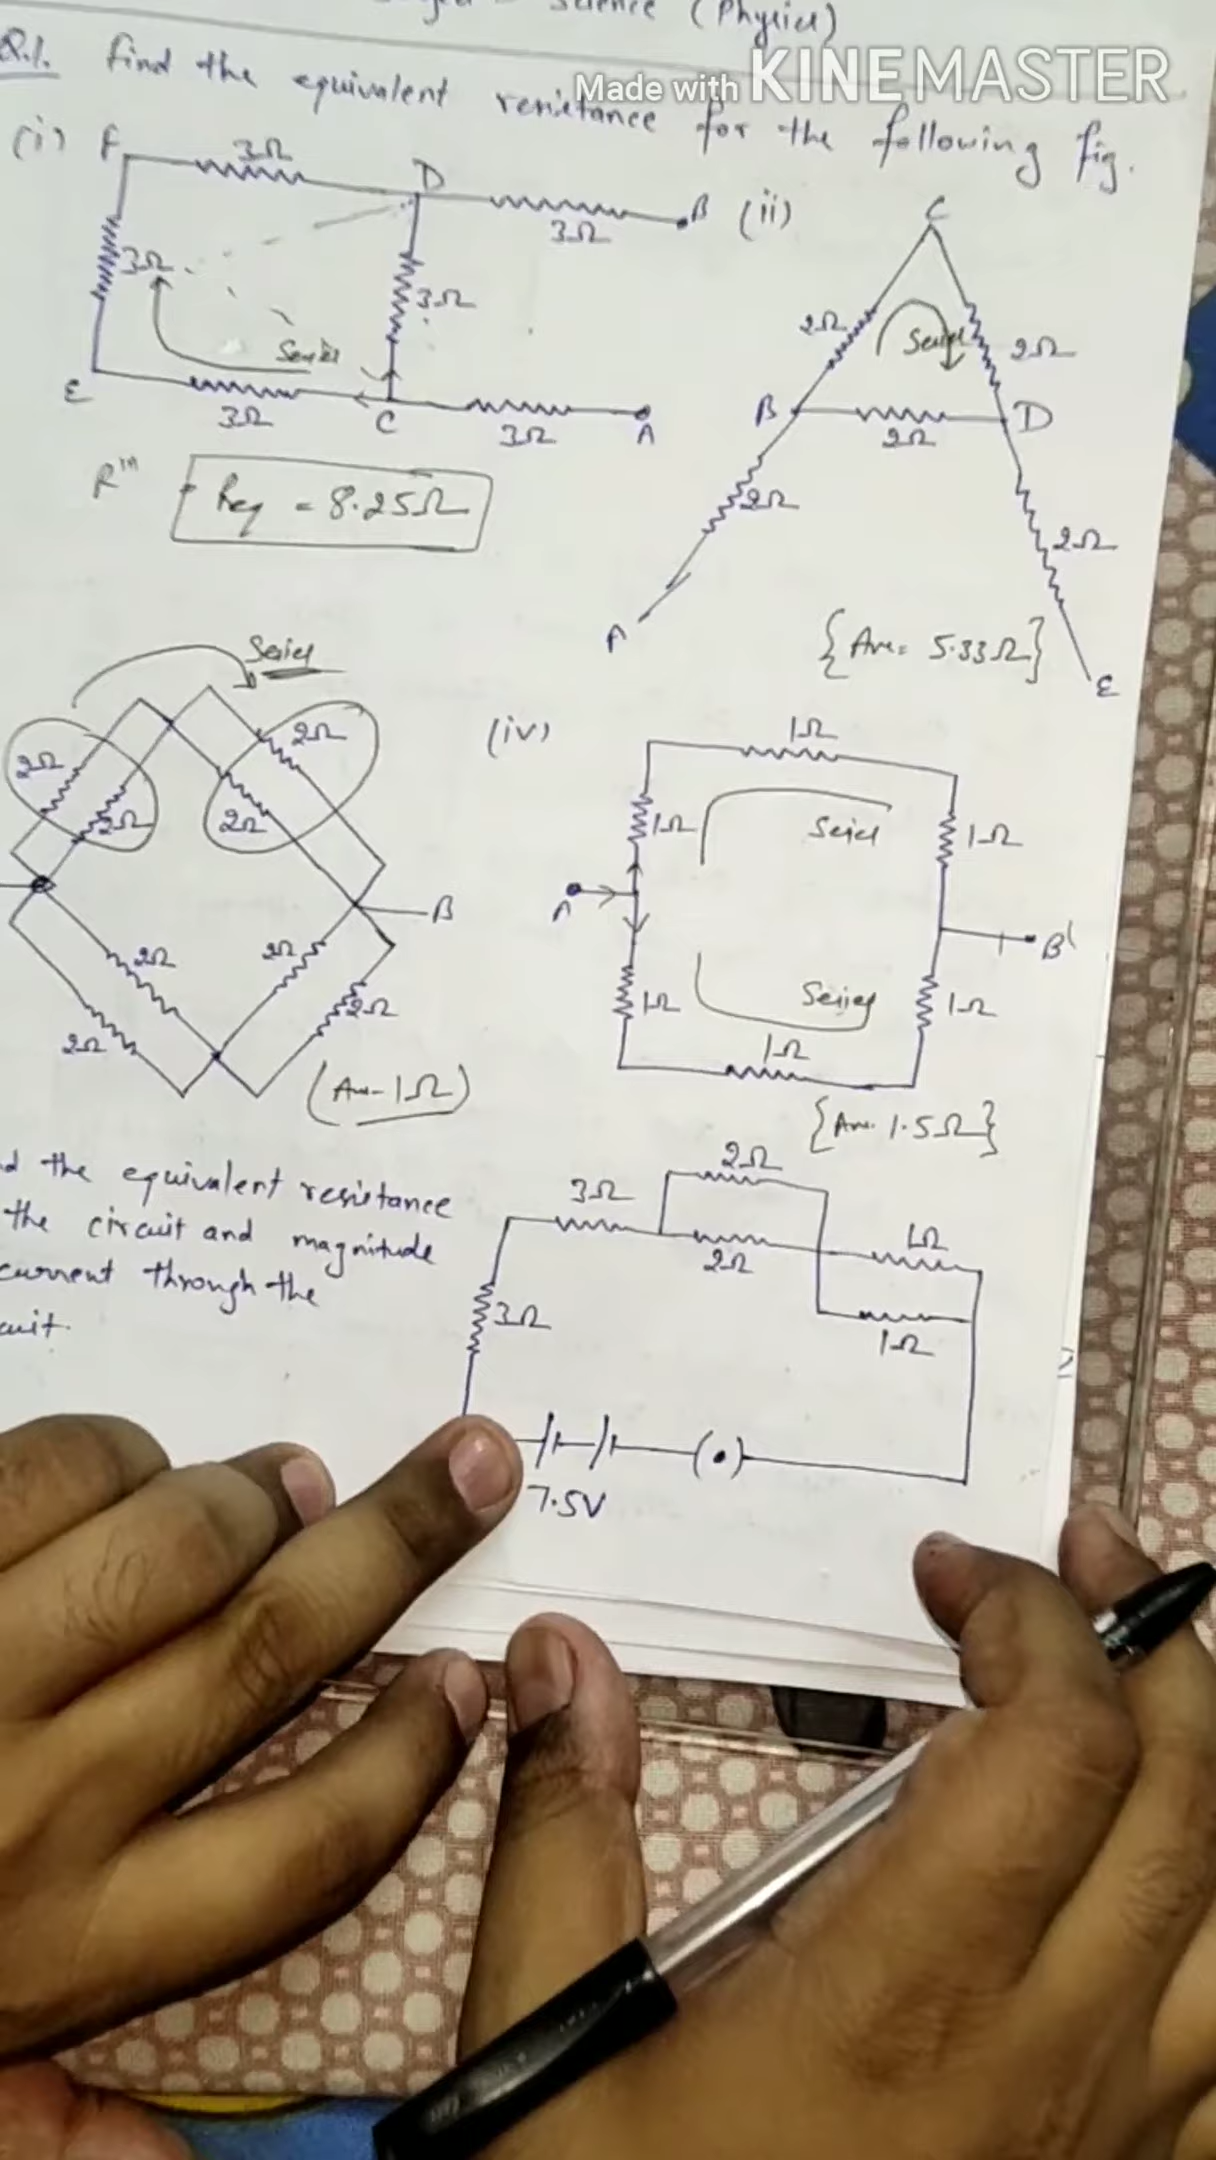 Science (Physics)
Made with KINEMASTER
Q.1. Find the equivalent resistance for the following fig.
(i) F 3Ω D 3Ω B
3Ω 3Ω
Series
E 3Ω C 3Ω A
Req = 8.25Ω
(ii) C
2Ω Series 2Ω
B 2Ω D
2Ω 2Ω
A
{Ans = 5.33Ω}
E
Series
2Ω 2Ω 2Ω 2Ω
B
2Ω 2Ω
2Ω 2Ω
(Ans - 1Ω)
(iv) 1Ω
1Ω Series 1Ω
A B
1Ω Series 1Ω
1Ω
{Ans. 1.5Ω}
d the equivalent resistance
the circuit and magnitude
current through the
cuit.
2Ω
3Ω 2Ω 1Ω
3Ω 1Ω
7.5V